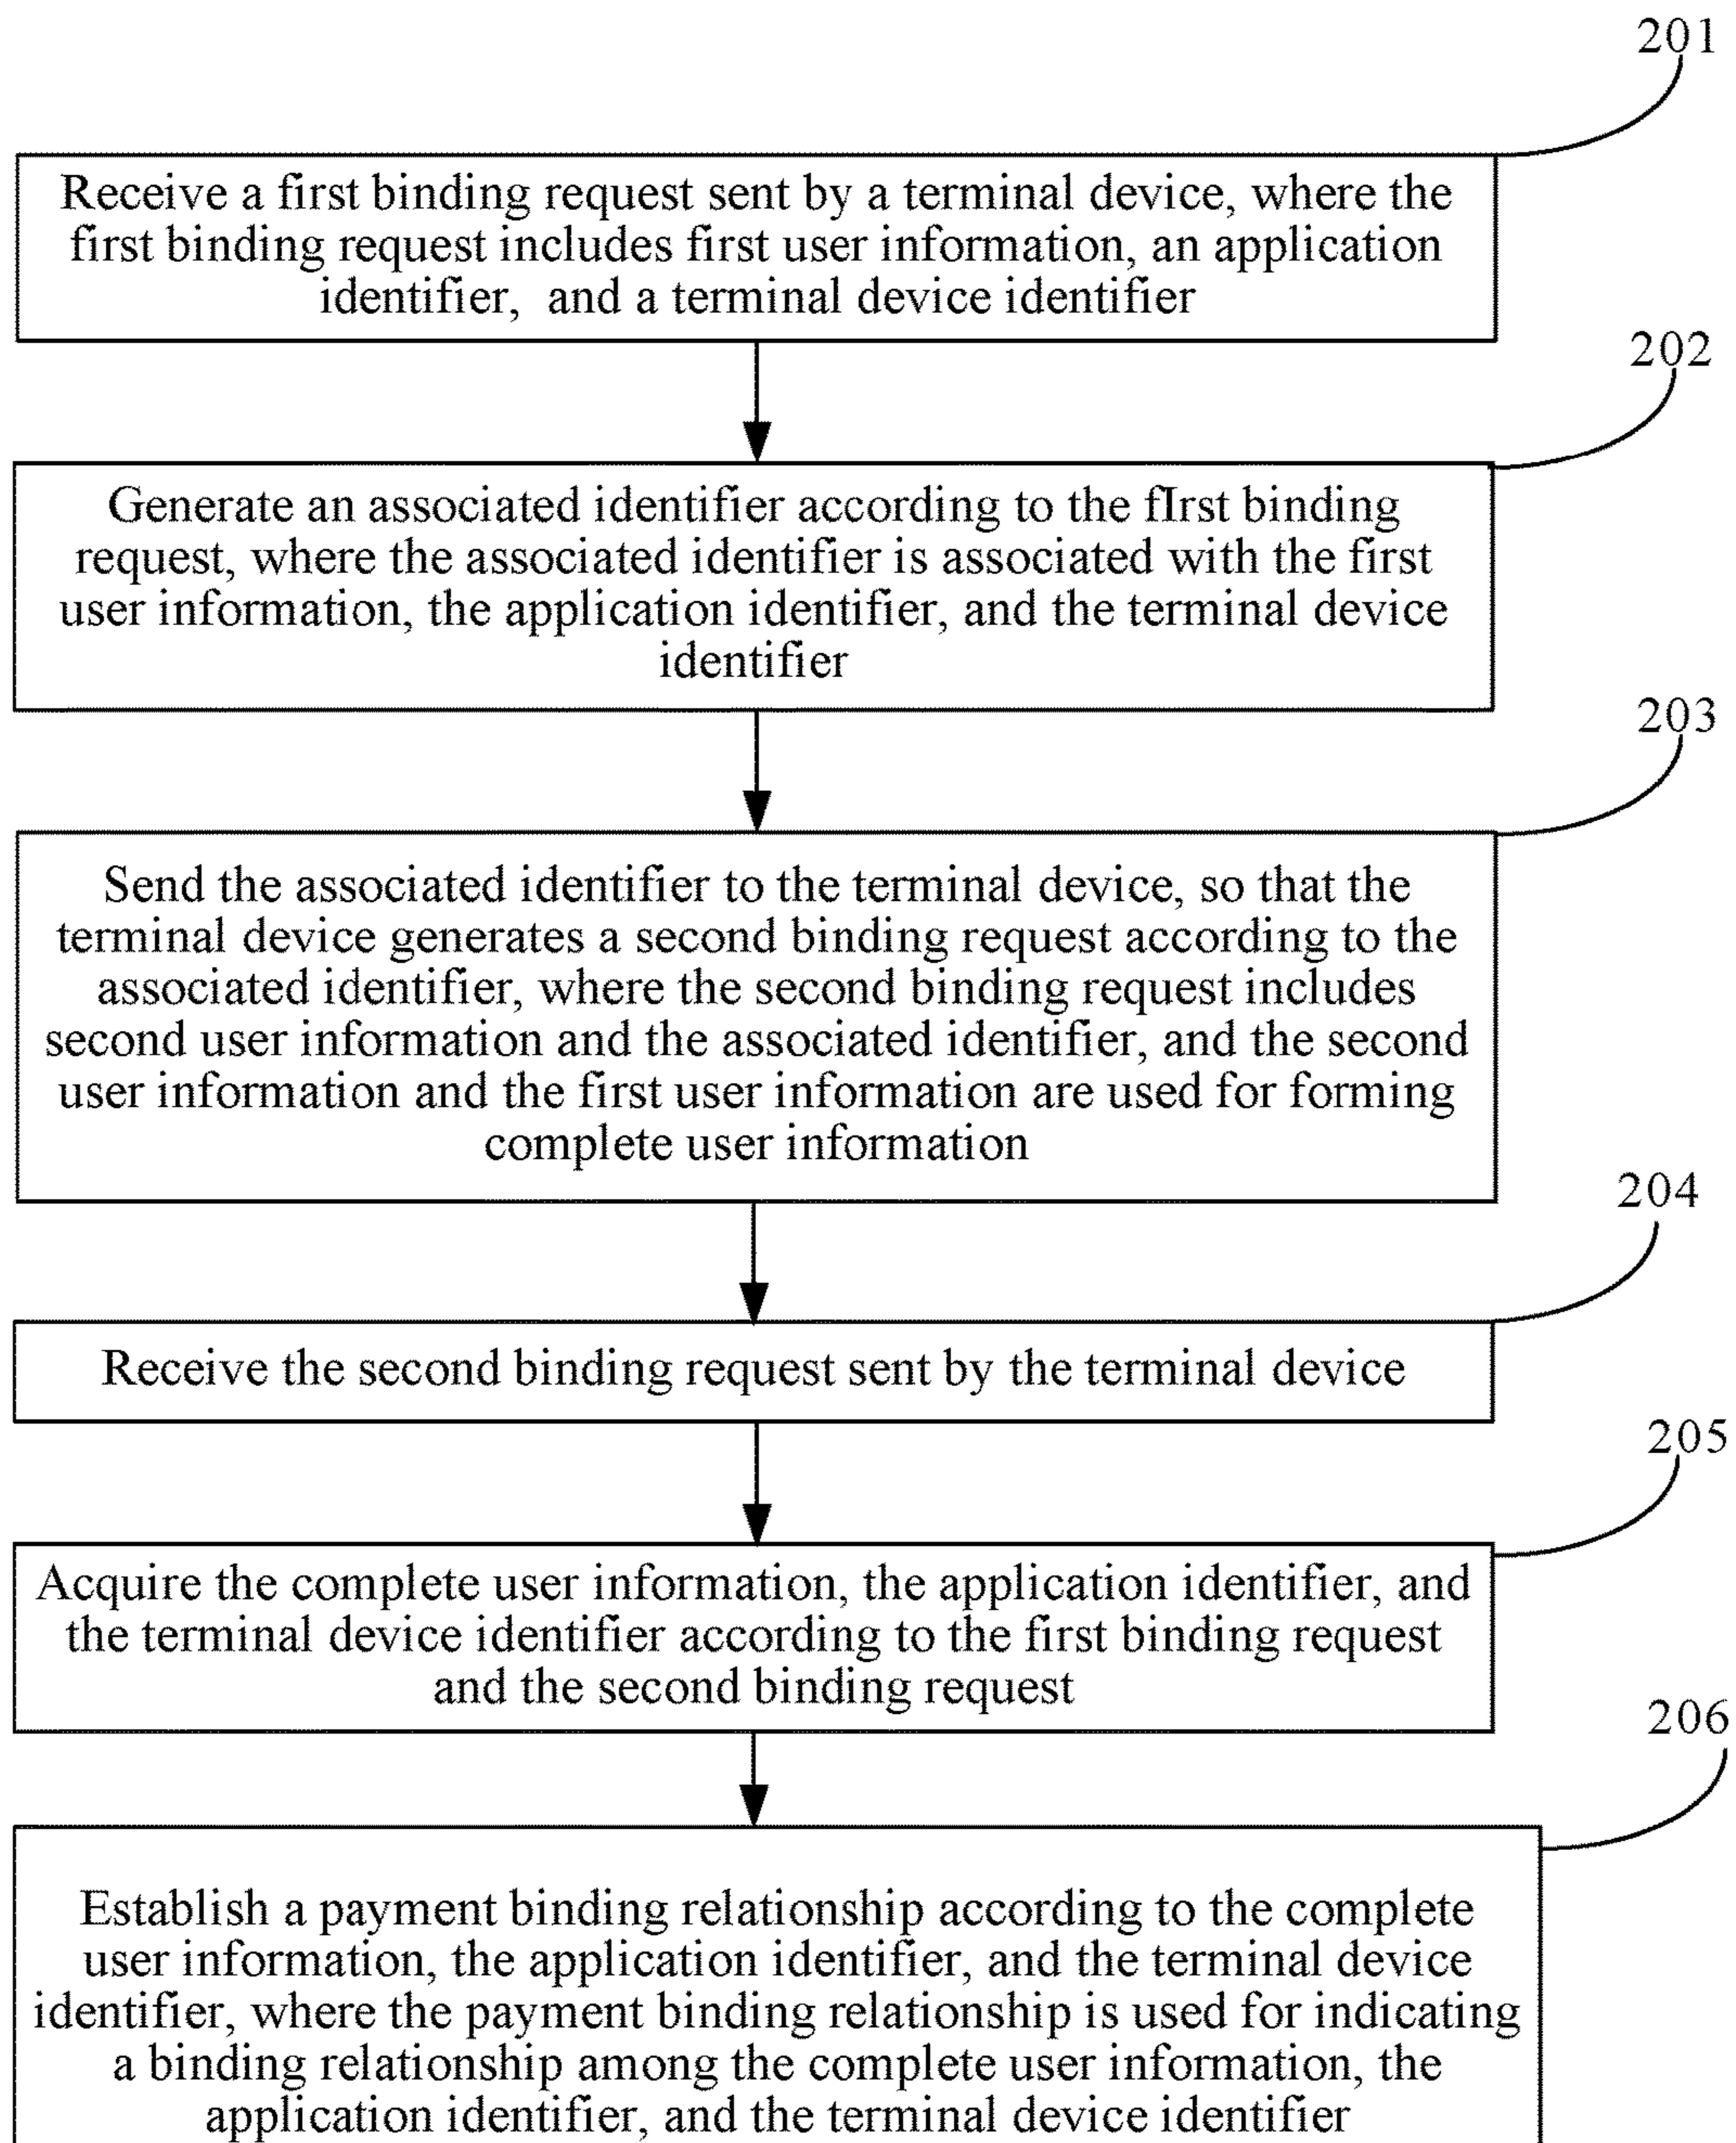 201
Receive a first binding request sent by a terminal device, where the
first binding request includes first user information, an application
identifier, and a terminal device identifier
202
Generate an associated identifier according to the fIrst binding
request, where the associated identifier is associated with the first
user information, the application identifier, and the terminal device
identifier
203
Send the associated identifier to the terminal device, so that the
terminal device generates a second binding request according to the
associated identifier, where the second binding request includes
second user information and the associated identifier, and the second
user information and the first user information are used for forming
complete user information
204
Receive the second binding request sent by the terminal device
205
Acquire the complete user information, the application identifier, and
the terminal device identifier according to the first binding request
and the second binding request
206
Establish a payment binding relationship according to the complete
user information, the application identifier, and the terminal device
identifier, where the payment binding relationship is used for indicating
a binding relationship among the complete user information, the
application identifier, and the terminal device identifier